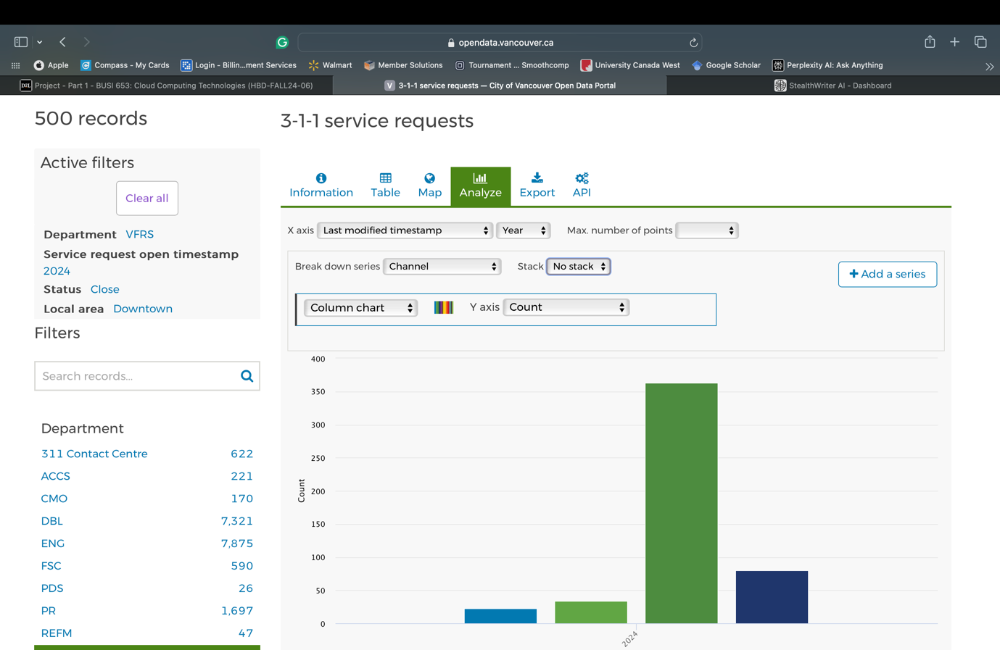 opendata.vancouver.ca
Apple Compass - My Cards Login - Billin...ment Services Walmart Member Solutions Tournament ... Smoothcomp University Canada West Google Scholar Perplexity AI: Ask Anything
D2L Project - Part 1 - BUSI 653: Cloud Computing Technologies (HBD-FALL24-06) V 3-1-1 service requests — City of Vancouver Open Data Portal StealthWriter AI - Dashboard
500 records
Active filters
Clear all
Department VFRS
Service request open timestamp
2024
Status Close
Local area Downtown
Filters
Search records...
Department
311 Contact Centre 622
ACCS 221
CMO 170
DBL 7,321
ENG 7,875
FSC 590
PDS 26
PR 1,697
REFM 47
3-1-1 service requests
Information Table Map Analyze Export API
X axis Last modified timestamp Year Max. number of points
Break down series Channel Stack No stack + Add a series
Column chart Y axis Count
400
350
300
250
200
150
100
50
0
Count
2024